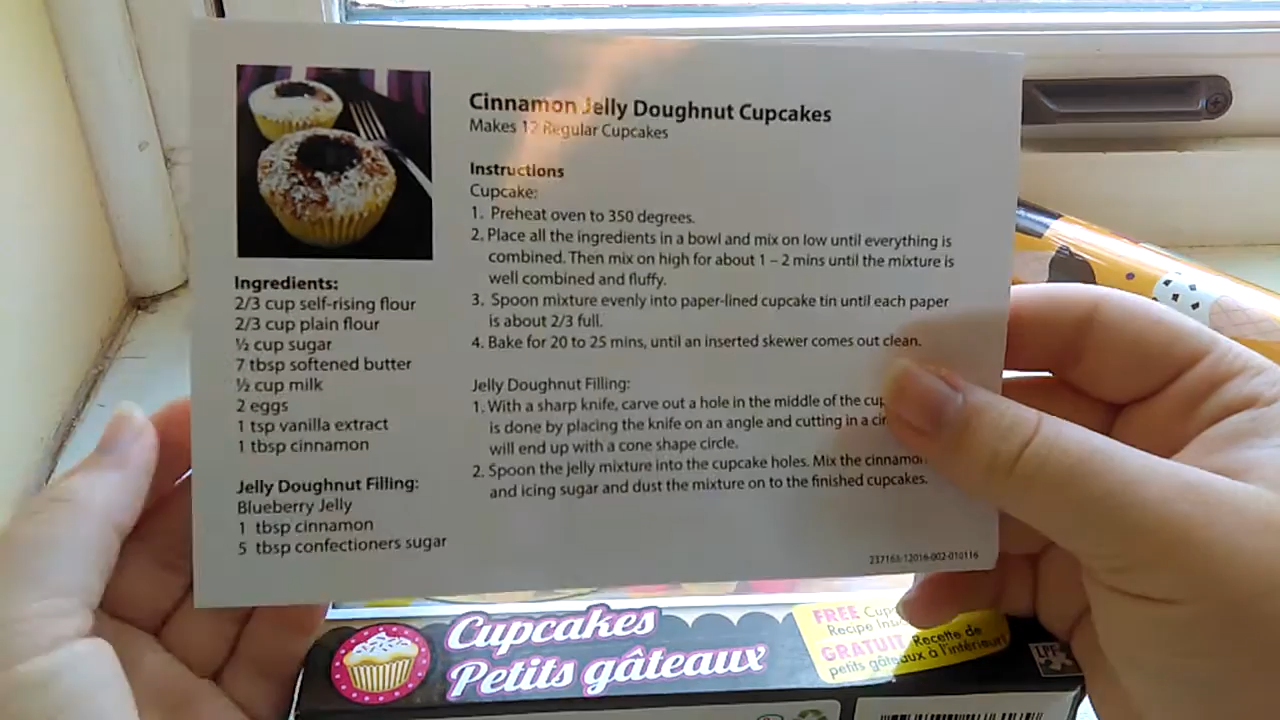 Cinnamon Jelly Doughnut Cupcakes
Makes 12 Regular Cupcakes
Ingredients:
2/3 cup self-rising flour
2/3 cup plain flour
½ cup sugar
7 tbsp softened butter
½ cup milk
2 eggs
1 tsp vanilla extract
1 tbsp cinnamon
Jelly Doughnut Filling:
Blueberry Jelly
1 tbsp cinnamon
5 tbsp confectioners sugar
Instructions
Cupcake:
1. Preheat oven to 350 degrees.
2. Place all the ingredients in a bowl and mix on low until everything is
combined. Then mix on high for about 1 – 2 mins until the mixture is
well combined and fluffy.
3. Spoon mixture evenly into paper-lined cupcake tin until each paper
is about 2/3 full.
4. Bake for 20 to 25 mins, until an inserted skewer comes out clean.
Jelly Doughnut Filling:
1. With a sharp knife, carve out a hole in the middle of the
is done by placing the knife on an angle and cutting in a
will end up with a cone shape circle.
2. Spoon the jelly mixture into the cupcake holes. Mix the cinnamon
and icing sugar and dust the mixture on to the finished cupcakes.
Cupcakes
Petits gâteaux
FREE
Recipe
GRATUIT Recette de
petits gâteaux à l'intérieur
LPF